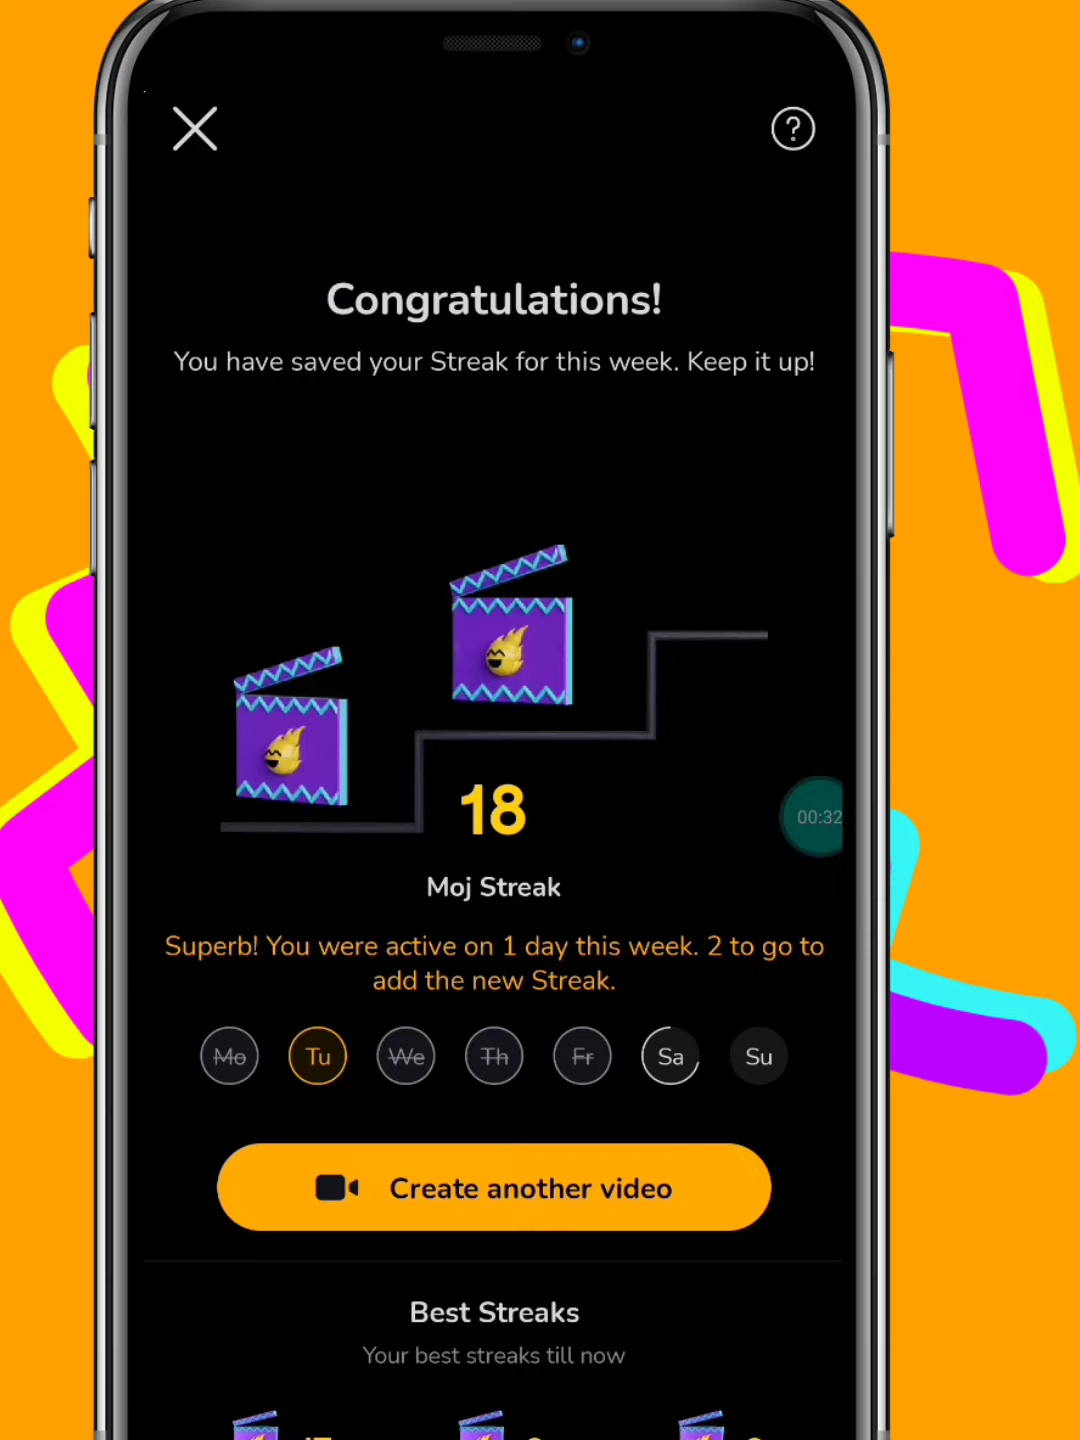 Congratulations!
You have saved your Streak for this week. Keep it up!
18
00:32
Moj Streak
Superb! You were active on 1 day this week. 2 to go to
add the new Streak.
Mo Tu We Th Fr Sa Su
Create another video
Best Streaks
Your best streaks till now